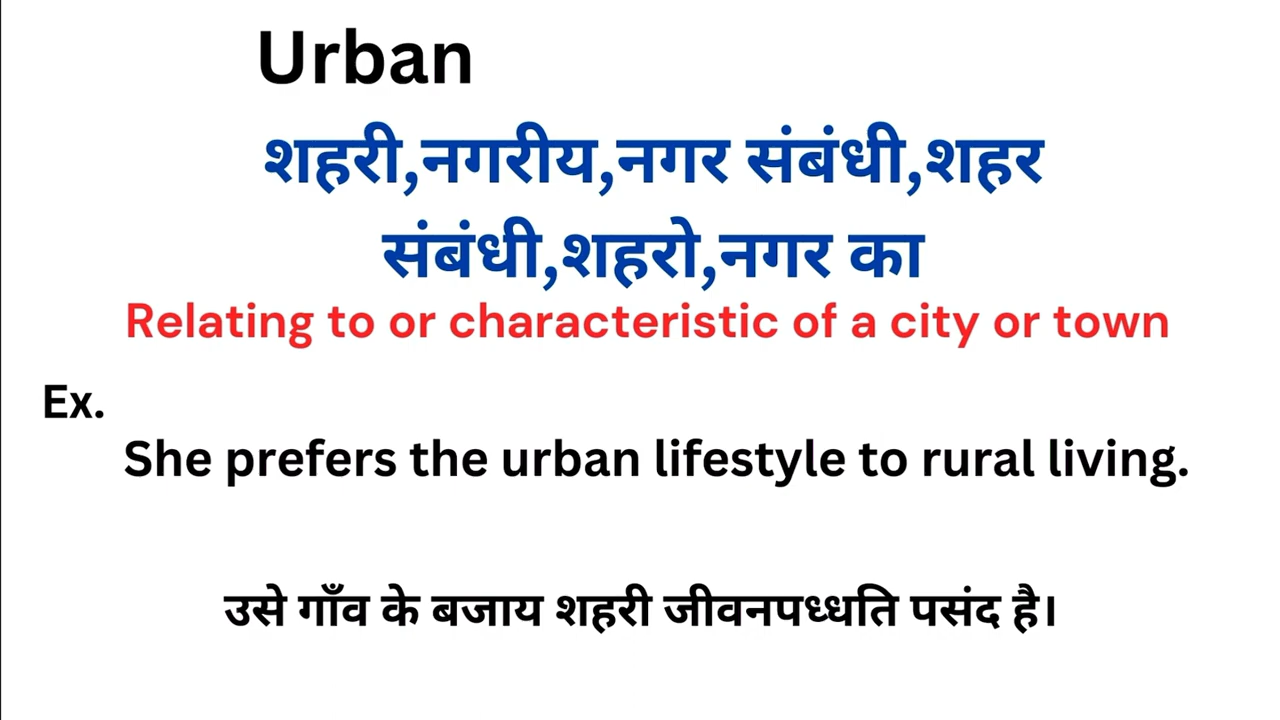 Urban
शहरी,नगरीय,नगर संबंधी,शहर
संबंधी,शहरो,नगर का
Relating to or characteristic of a city or town
Ex.
She prefers the urban lifestyle to rural living.
उसे गाँव के बजाय शहरी जीवनपध्धति पसंद है।